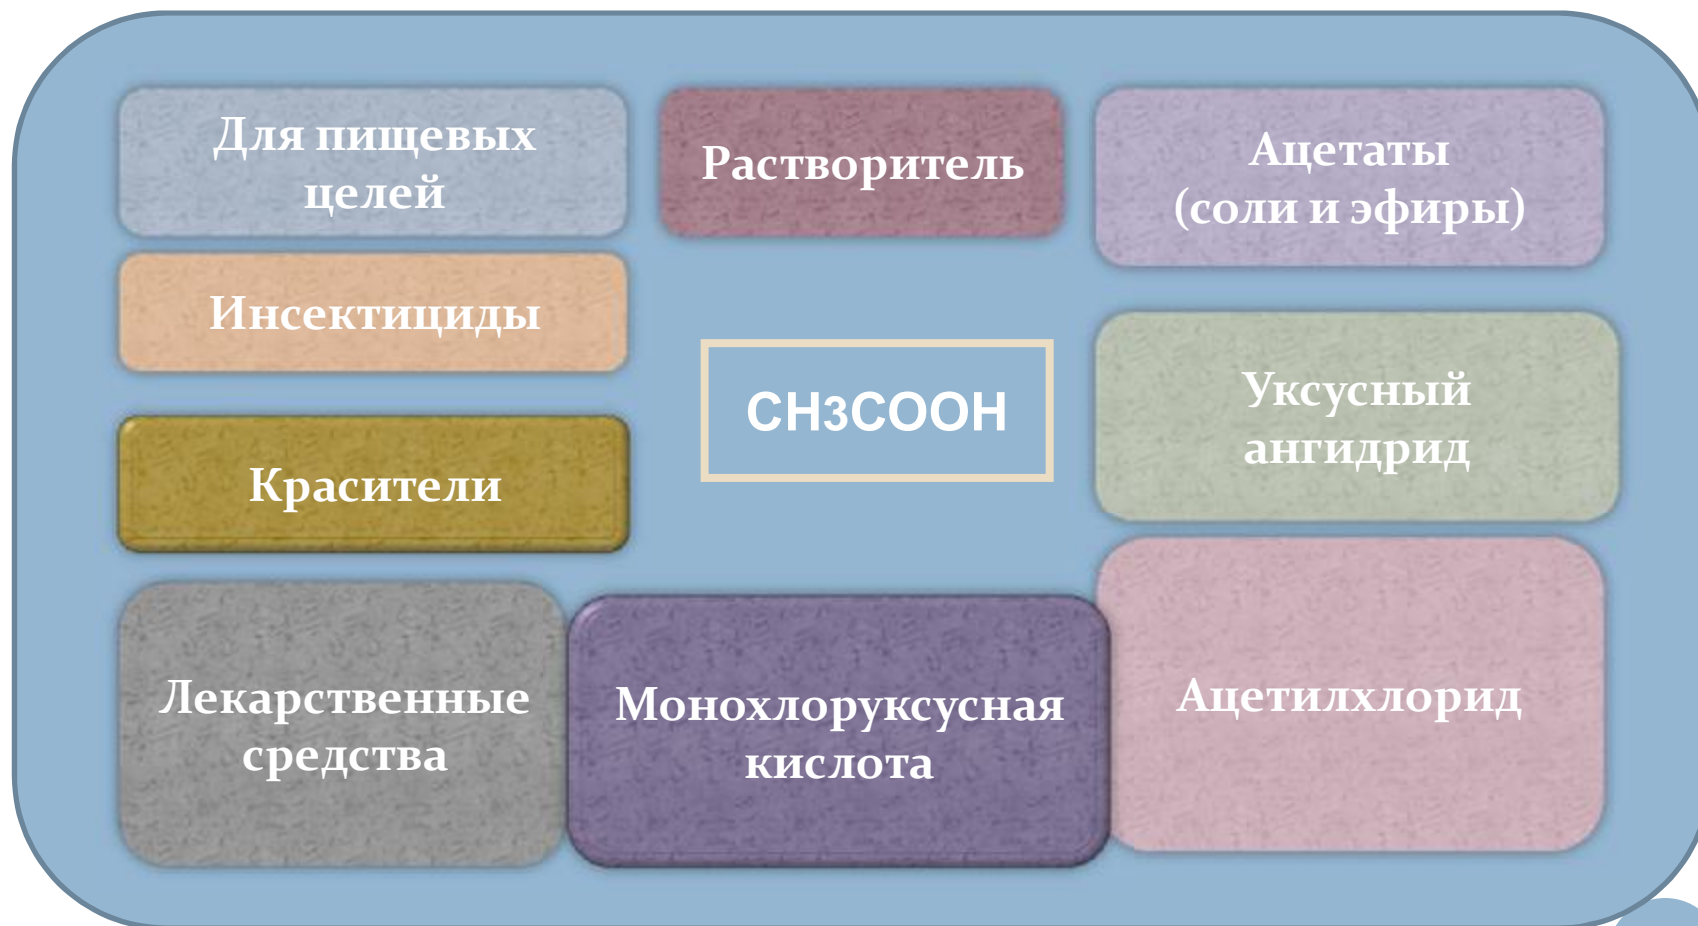 Для пищевых
целей
Растворитель
Ацетаты
(соли и эфиры)
Инсектициды
CH3COOH
Уксусный
ангидрид
Красители
Лекарственные
средства
Монохлоруксусная
кислота
Ацетилхлорид